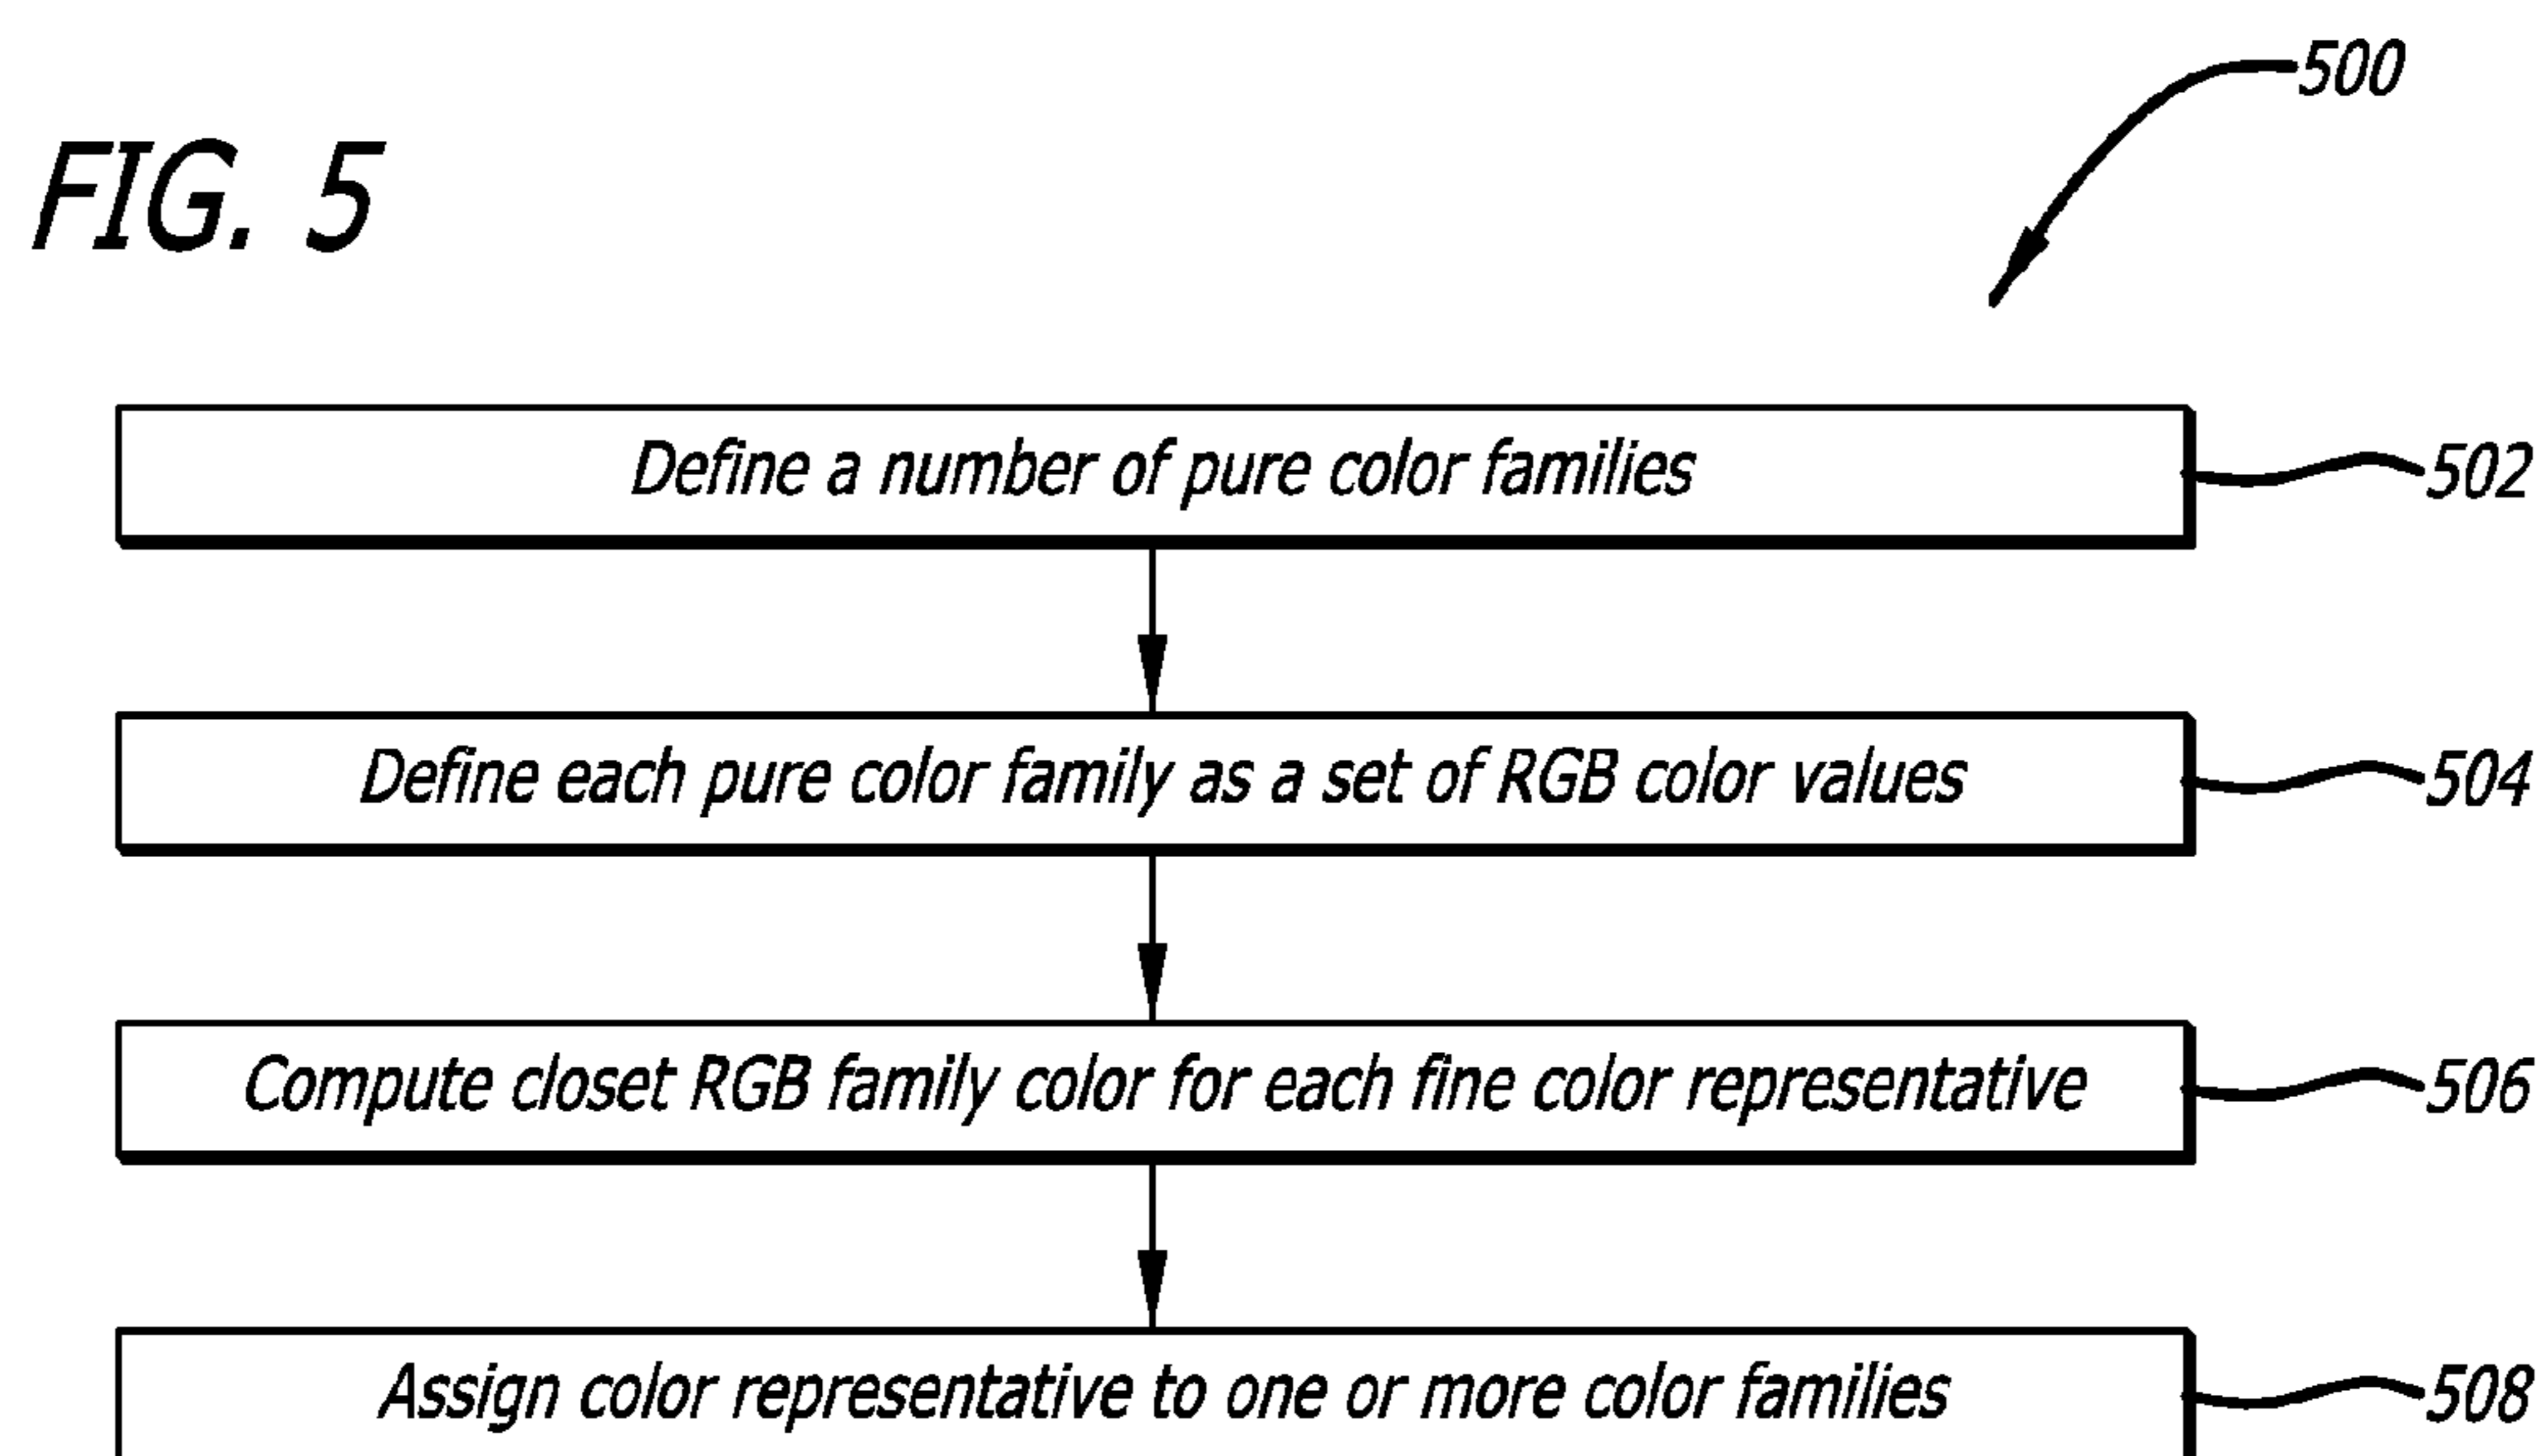 500
FIG. 5
Define a number of pure color families
502
Define each pure color family as a set of RGB color values
504
Compute closet RGB family color for each fine color representative
506
Assign color representative to one or more color families
508